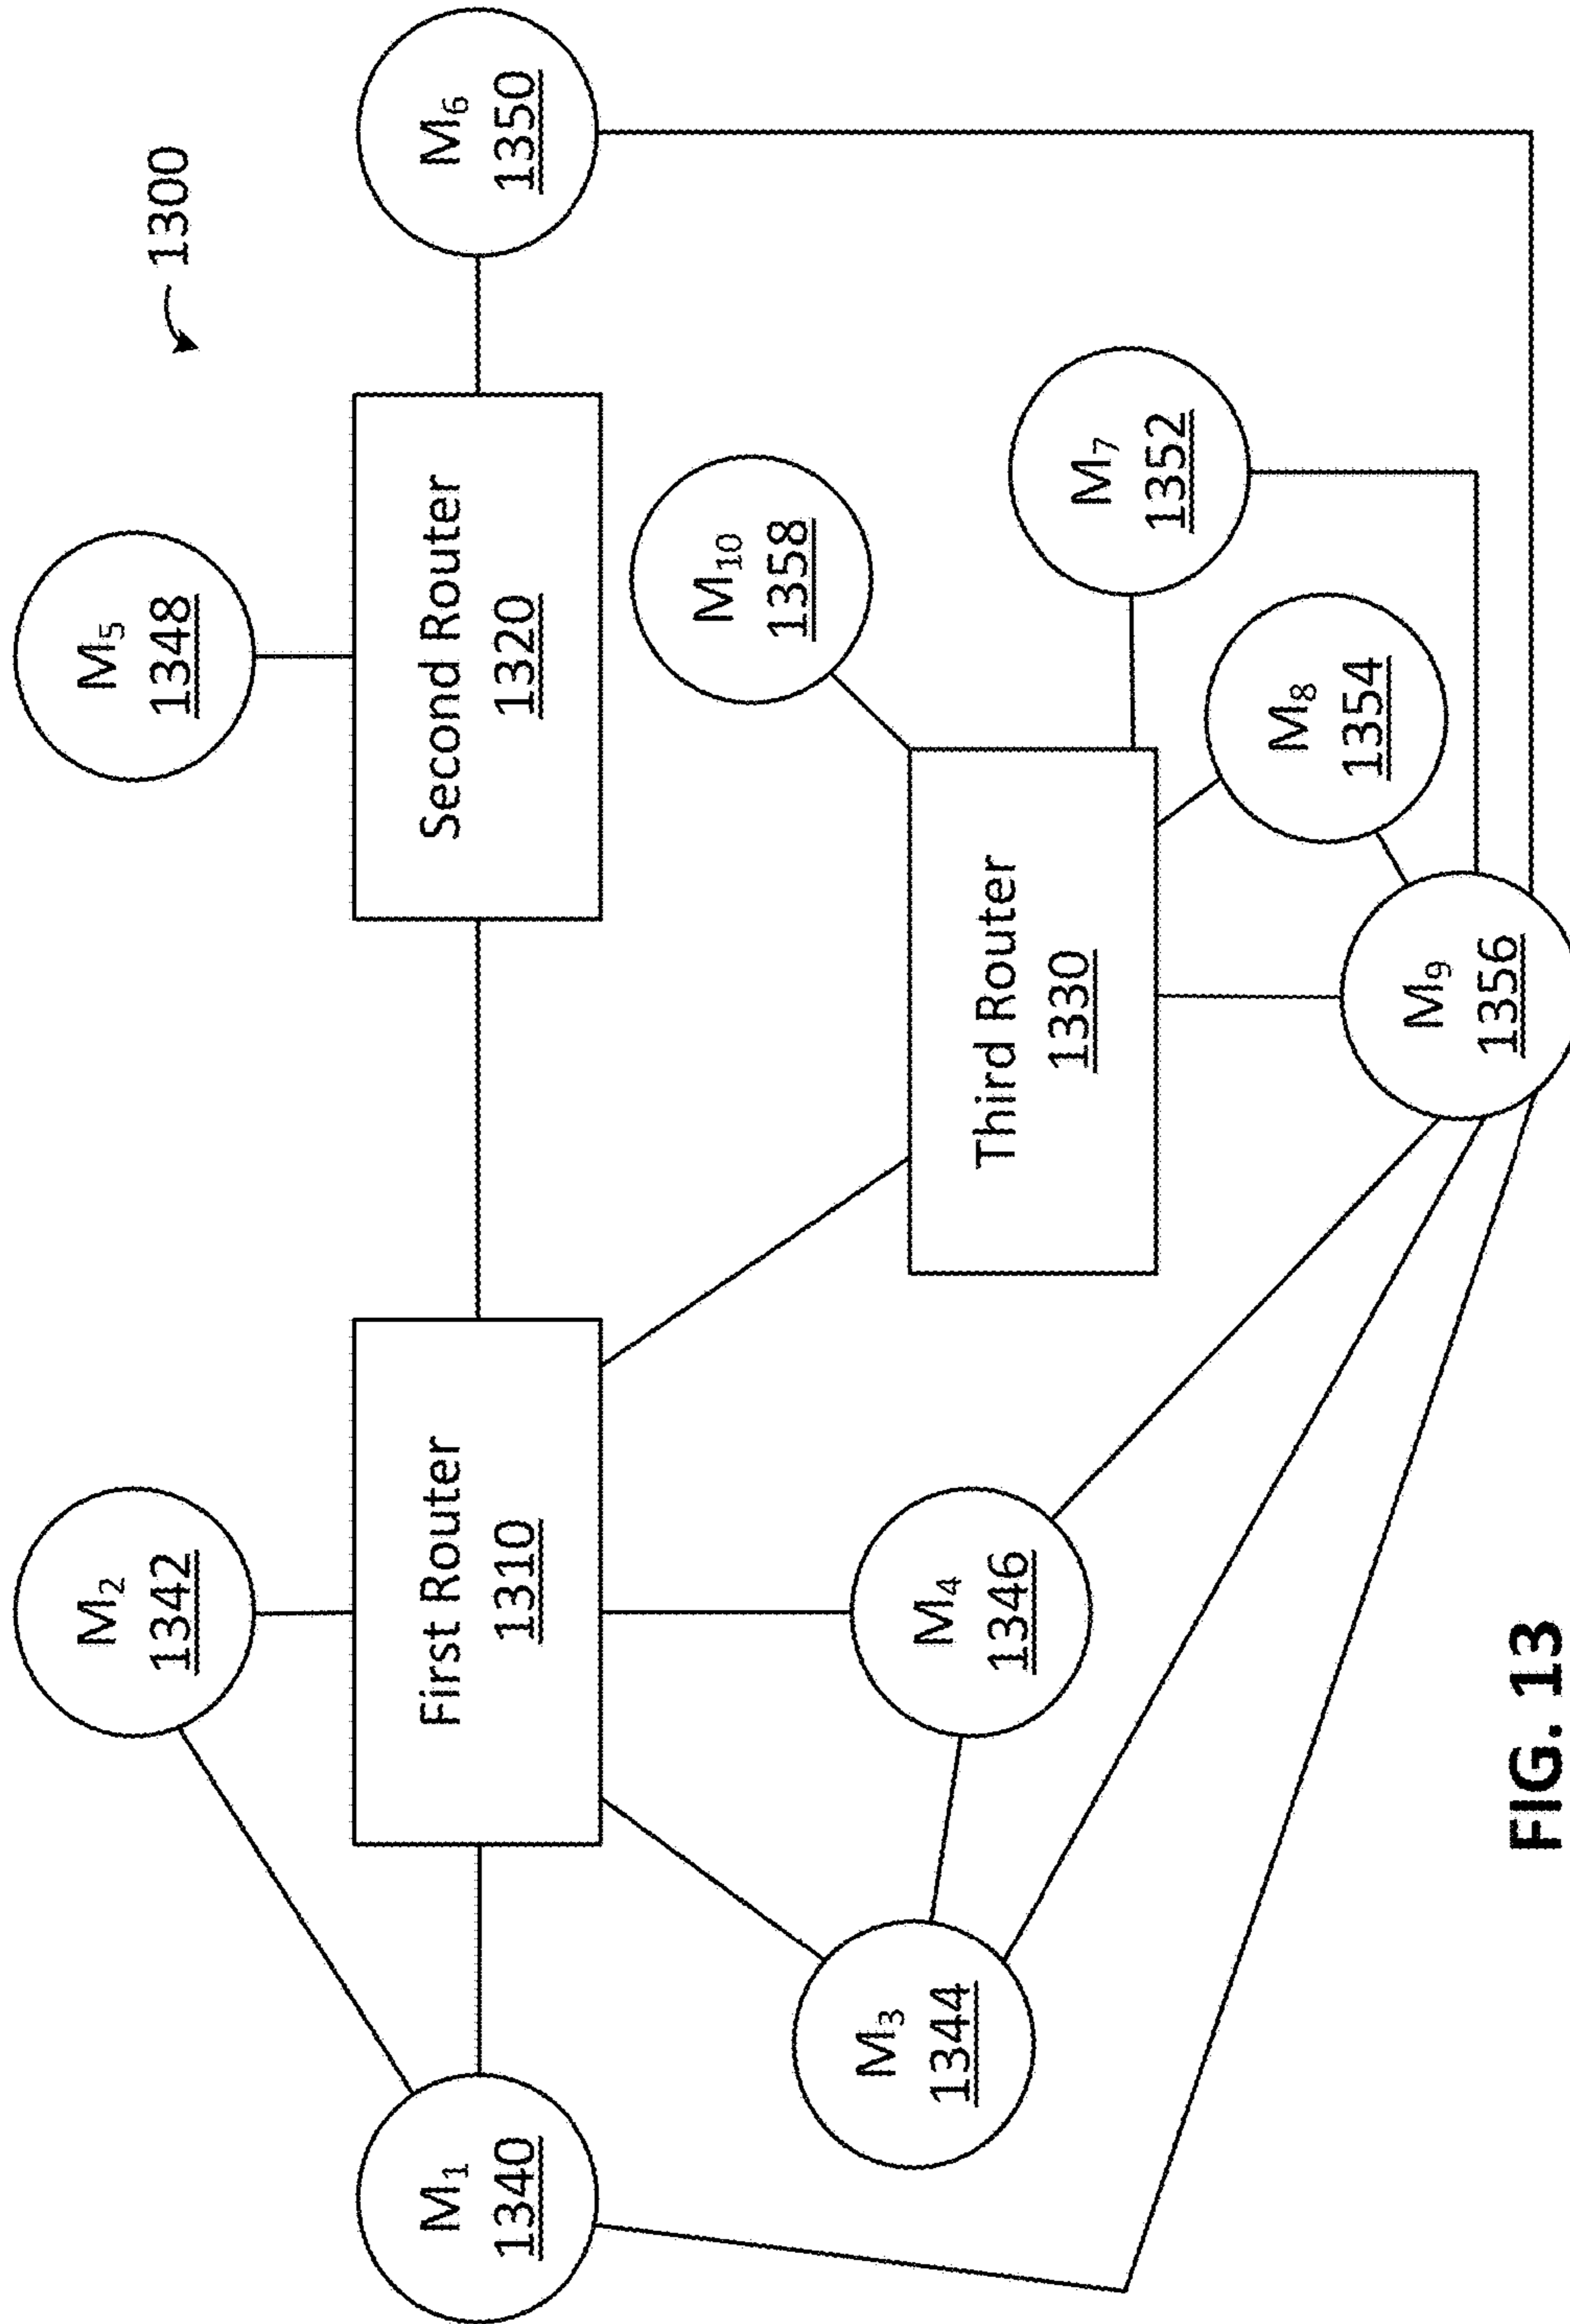 1300
M₂
1342
M₅
1348
M₁
1340
First Router
1310
Second Router
1320
M₆
1350
M₁₀
1358
M₃
1344
M₄
1346
Third Router
1330
M₇
1352
M₈
1354
M₉
1356
FIG. 13